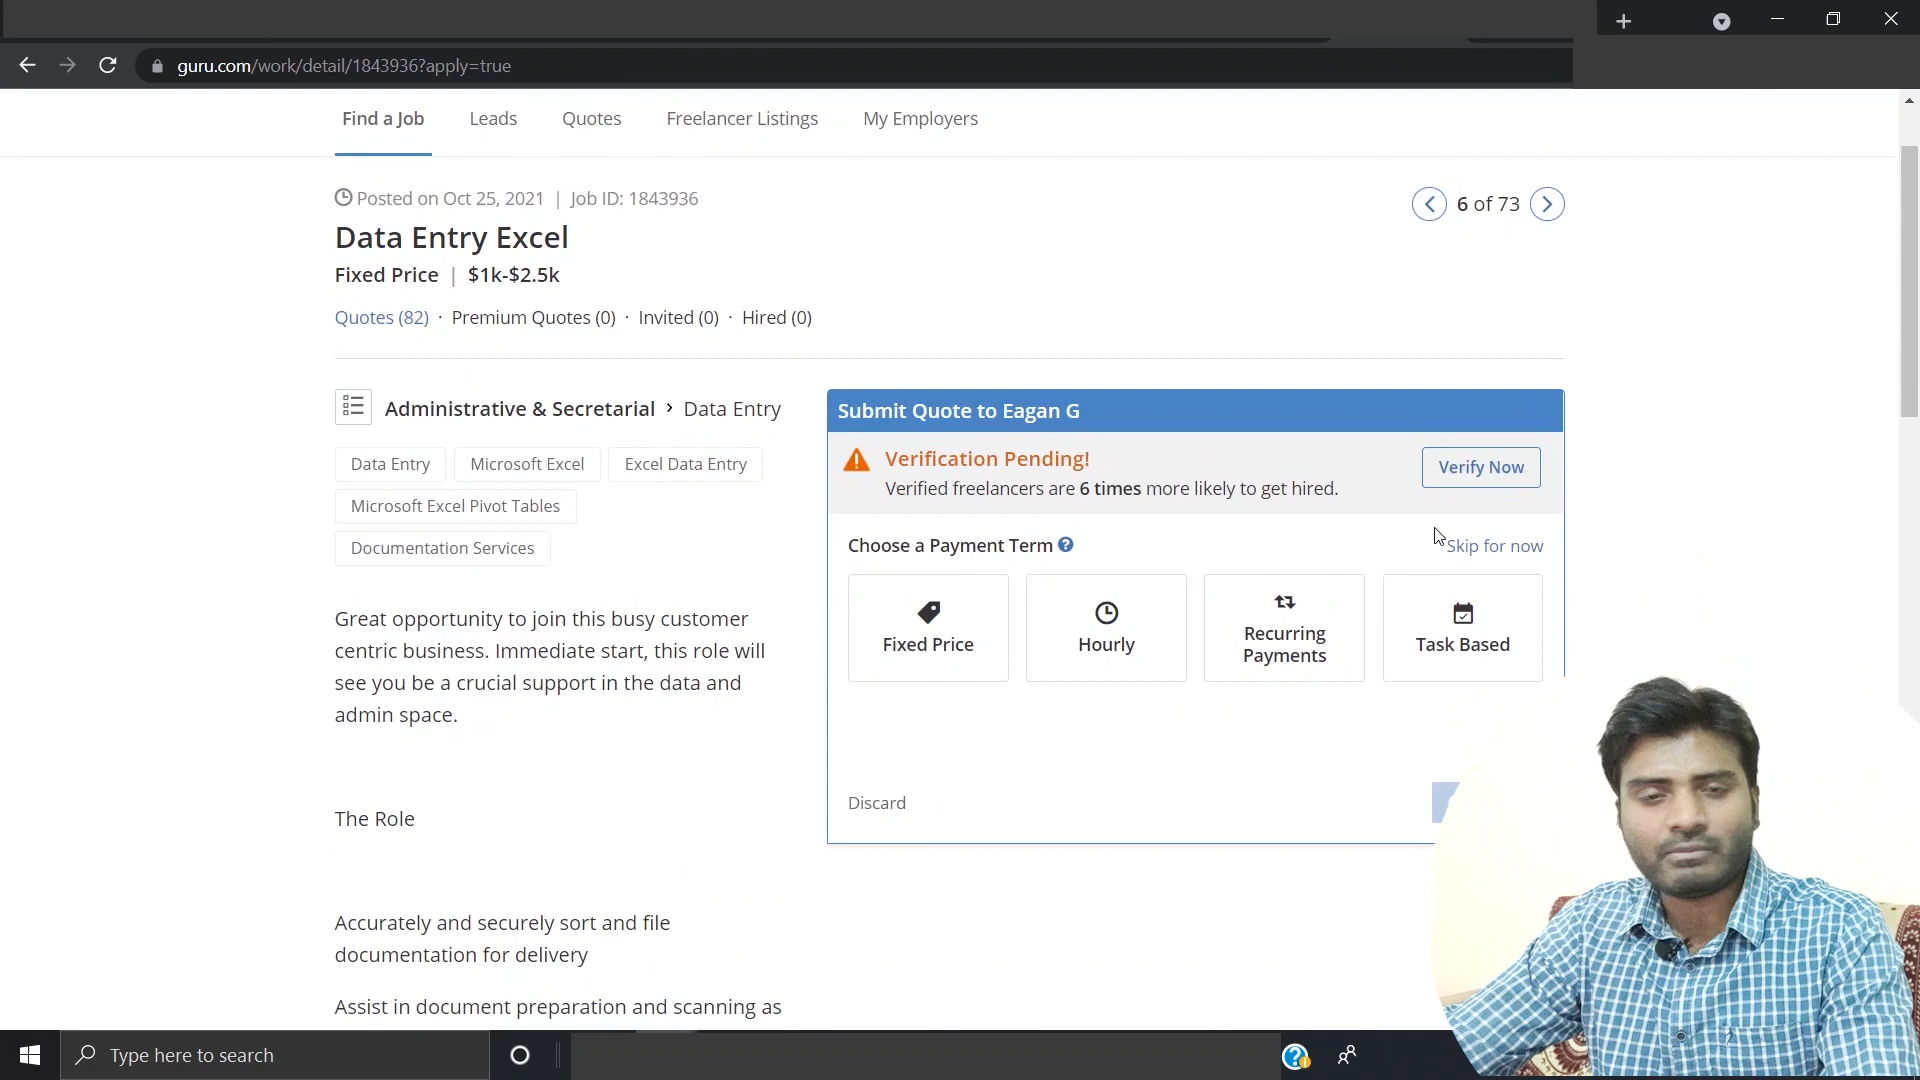 guru.com/work/detail/1843936?apply=true
Find a Job Leads Quotes Freelancer Listings My Employers
Posted on Oct 25, 2021 | Job ID: 1843936
6 of 73
Data Entry Excel
Fixed Price | $1k-$2.5k
Quotes (82) · Premium Quotes (0) · Invited (0) · Hired (0)
Administrative & Secretarial › Data Entry
Data Entry Microsoft Excel Excel Data Entry
Microsoft Excel Pivot Tables
Documentation Services
Great opportunity to join this busy customer
centric business. Immediate start, this role will
see you be a crucial support in the data and
admin space.
The Role
Accurately and securely sort and file
documentation for delivery
Assist in document preparation and scanning as
Submit Quote to Eagan G
Verification Pending!
Verified freelancers are 6 times more likely to get hired.
Verify Now
Choose a Payment Term ?
Skip for now
Fixed Price
Hourly
Recurring
Payments
Task Based
Discard
Type here to search